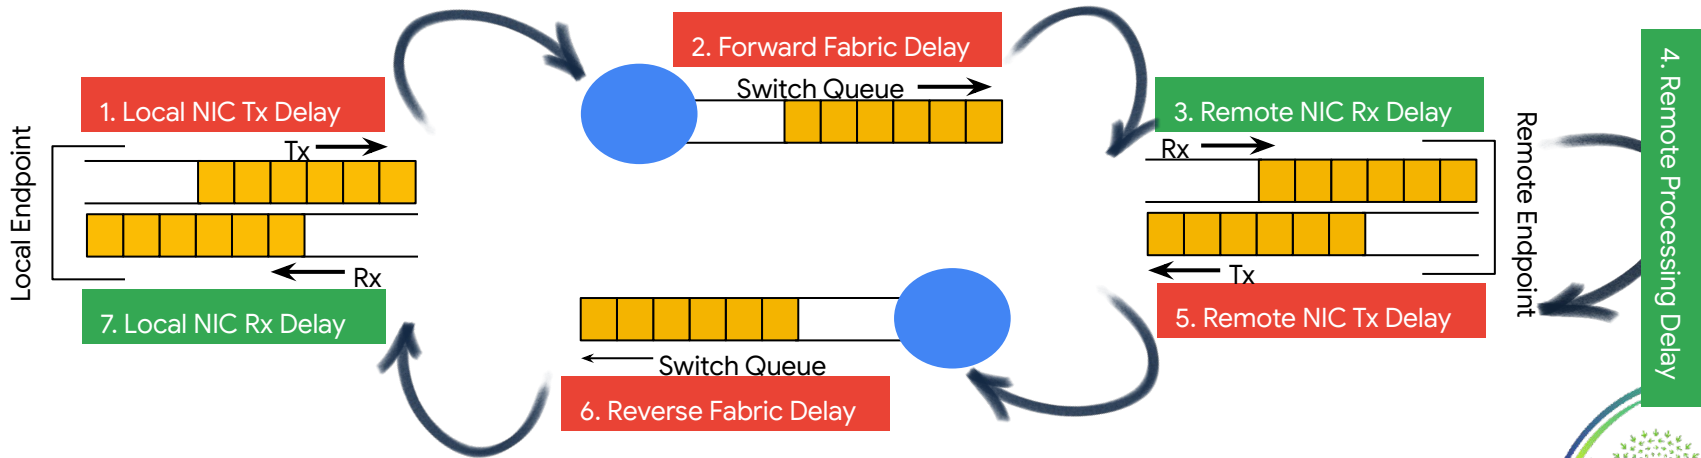 Local Endpoint
1. Local NIC Tx Delay
Tx
Rx
7. Local NIC Rx Delay
2. Forward Fabric Delay
Switch Queue
Switch Queue
6. Reverse Fabric Delay
3. Remote NIC Rx Delay
Rx
Tx
5. Remote NIC Tx Delay
Remote Endpoint
4. Remote Processing Delay